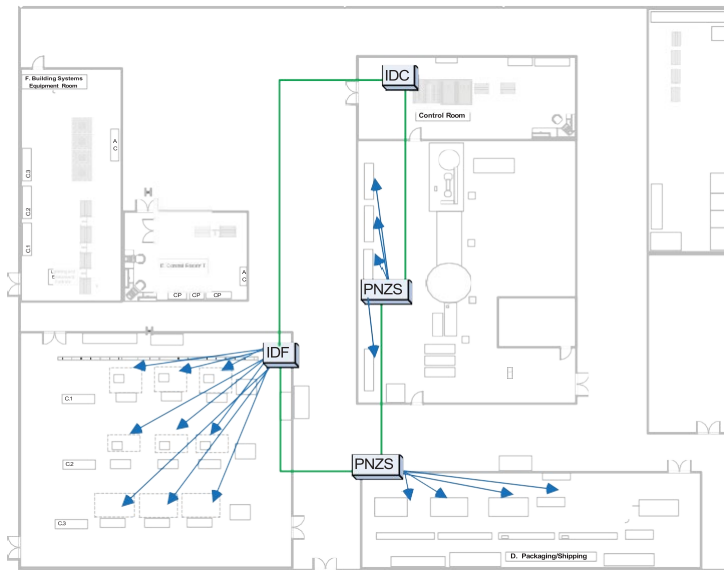 IDC
F. Building Systems
Equipment Room
Control Room
A
C
C3
C2
C1
A
C
CP
CP
CP
PNZS
IDF
C.1
C.2
C.3
PNZS
D. Packaging/Shipping